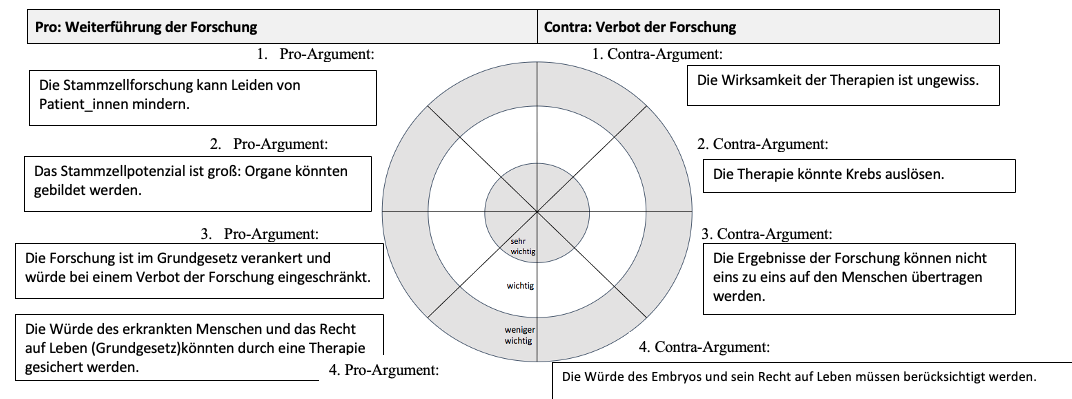 Pro: Weiterführung der Forschung
Contra: Verbot der Forschung
1. Pro-Argument:
Die Stammzellforschung kann Leiden von
Patient_innen mindern.
2. Pro-Argument:
Das Stammzellpotenzial ist groß: Organe könnten
gebildet werden.
3. Pro-Argument:
Die Forschung ist im Grundgesetz verankert und
würde bei einem Verbot der Forschung eingeschränkt.
Die Würde des erkrankten Menschen und das Recht
auf Leben (Grundgesetz)könnten durch eine Therapie
gesichert werden.
4. Pro-Argument:
sehr
wichtig
wichtig
weniger
wichtig
1. Contra-Argument:
Die Wirksamkeit der Therapien ist ungewiss.
2. Contra-Argument:
Die Therapie könnte Krebs auslösen.
3. Contra-Argument:
Die Ergebnisse der Forschung können nicht
eins zu eins auf den Menschen übertragen
werden.
4. Contra-Argument:
Die Würde des Embryos und sein Recht auf Leben müssen berücksichtigt werden.